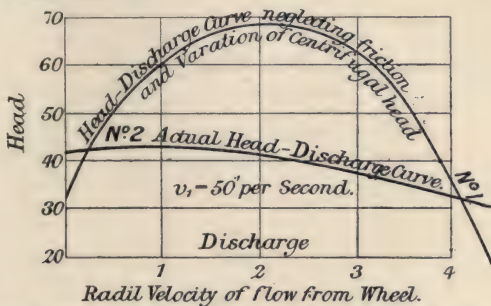 70
60
50
40
30
20
Head
Head-Discharge Curve neglecting friction
and Varation of Centrifugal head
Nº2 Actual Head-Discharge Curve.
Nº1
v₁=50' per Second.
Discharge
1 2 3 4
Radil Velocity of flow from Wheel.